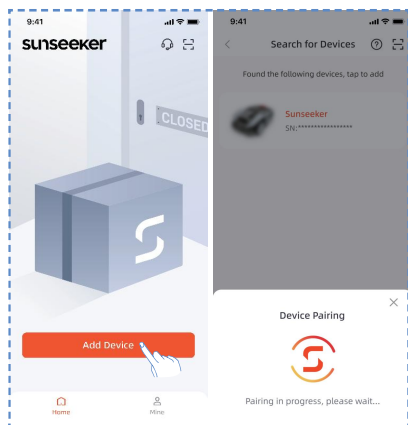 9:41
sunseeker
CLOSED
Add Device
Home
Mine
9:41
Search for Devices
Found the following devices, tap to add
Sunseeker
SN:****************
Device Pairing
Pairing in progress, please wait...